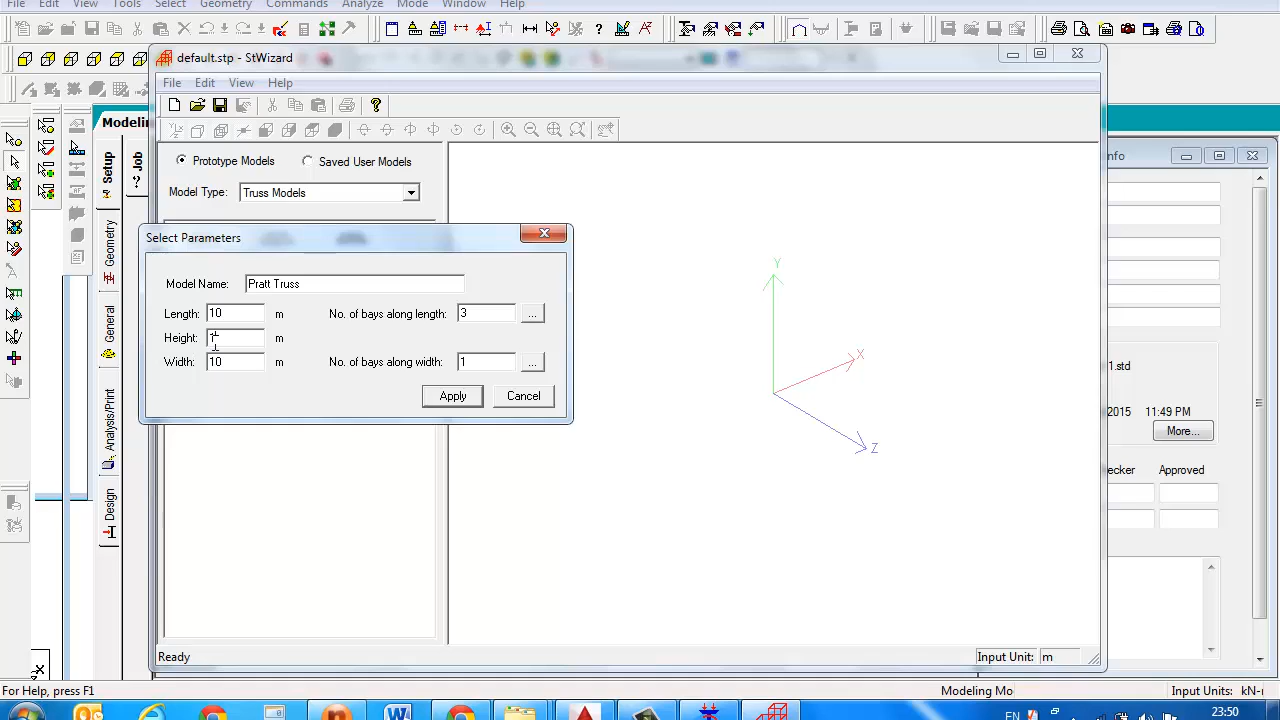 File Edit View Tools Select Geometry Commands Analyze Mode Window Help
default.stp - StWizard
File Edit View Help
Modeling
Setup
Job
Geometry
General
Analysis/Print
Design
Prototype Models Saved User Models
Model Type: Truss Models
Select Parameters
Model Name: Pratt Truss
Length: 10 m No. of bays along length: 3 ...
Height: 1 m
Width: 10 m No. of bays along width: 1 ...
Apply Cancel
Y
X
Z
1.std
2015 11:49 PM
More...
Approved
Ready Input Unit: m
For Help, press F1 Modeling Mo Input Units: kN-
EN 23:50